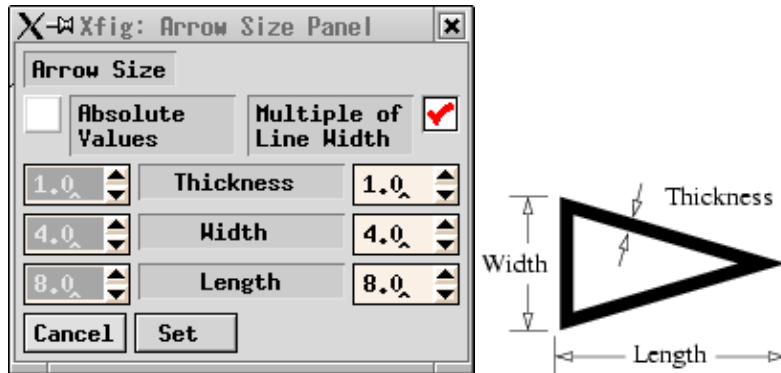 Xfig: Arrow Size Panel
Arrow Size
Absolute
Values
Multiple of
Line Width
1.0
Thickness
1.0
4.0
Width
4.0
8.0
Length
8.0
Cancel
Set
Thickness
Width
Length